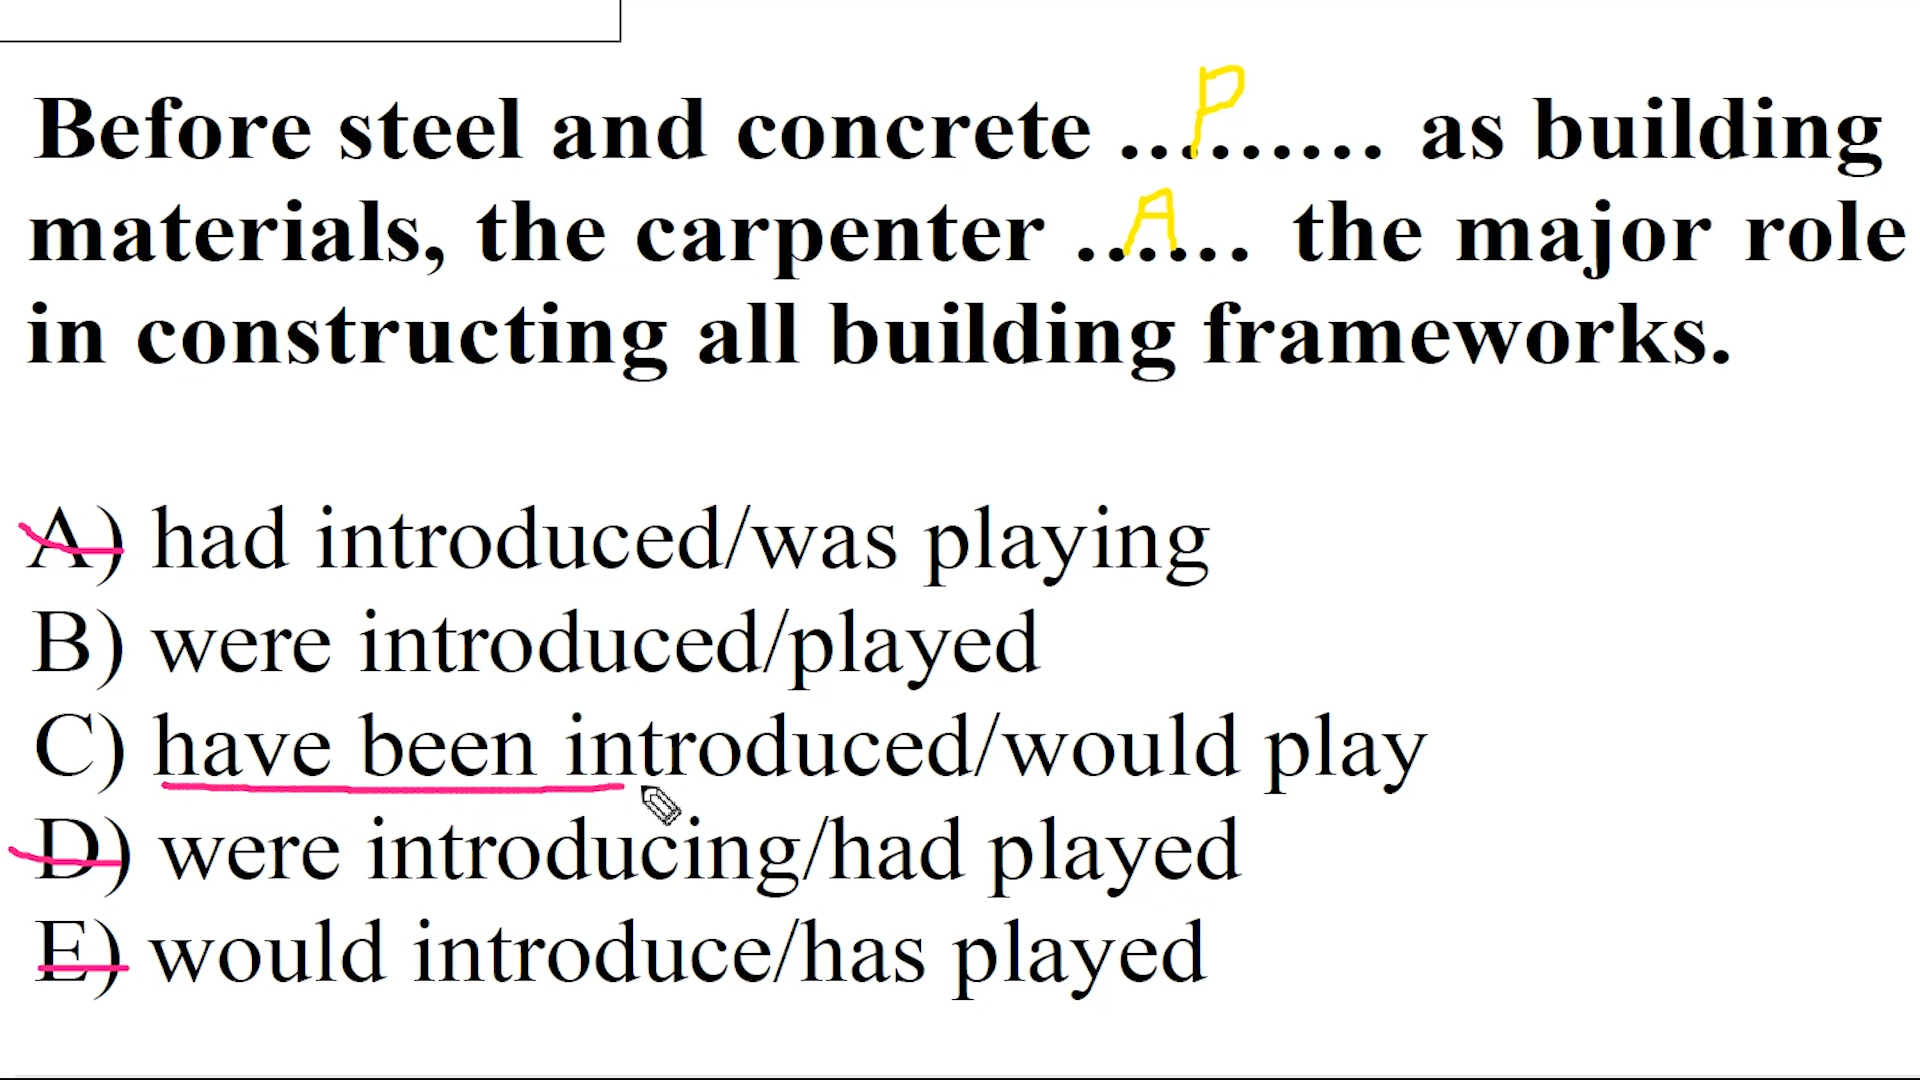 P
Before steel and concrete ......... as building
A
materials, the carpenter ...... the major role
in constructing all building frameworks.
A) had introduced/was playing
B) were introduced/played
C) have been introduced/would play
D) were introducing/had played
E) would introduce/has played